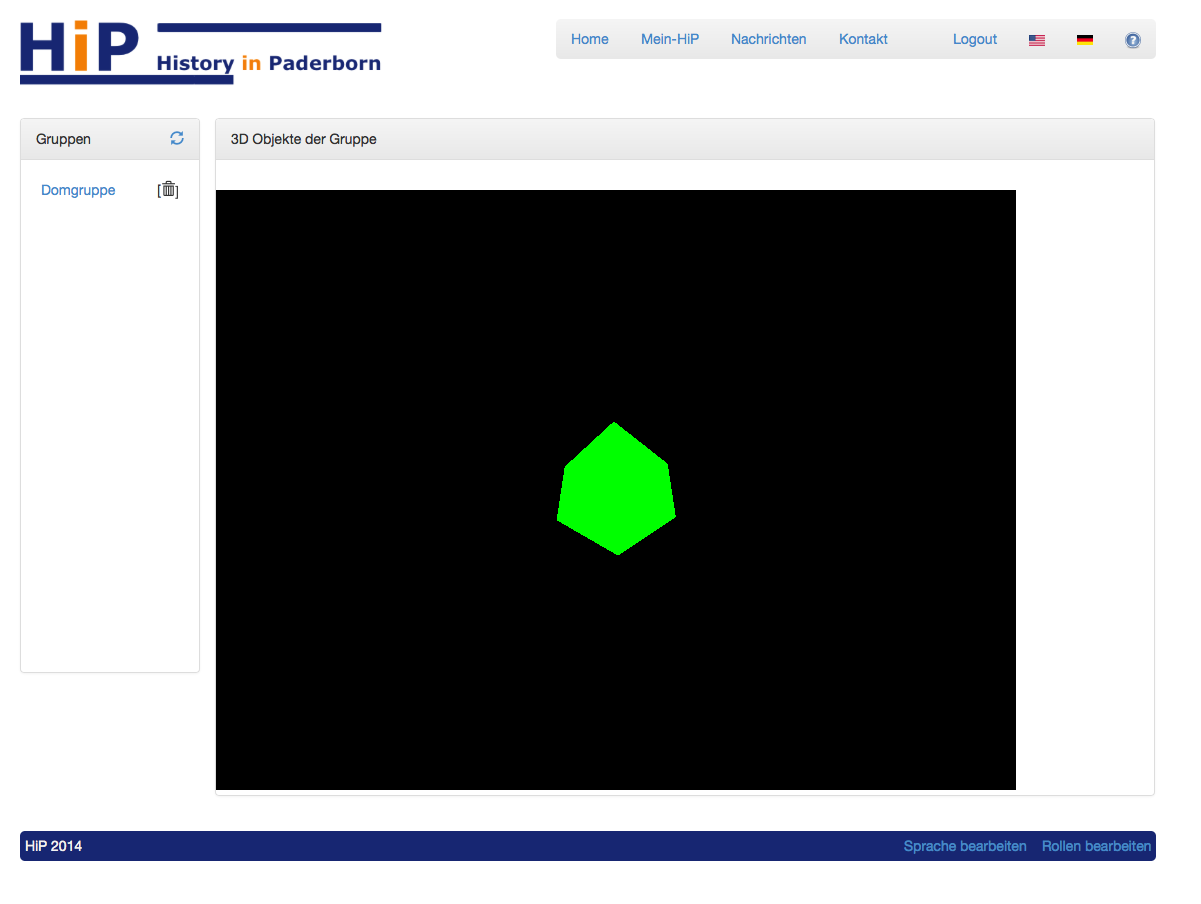 HiP
History in Paderborn
Home Mein-HiP Nachrichten Kontakt Logout ?
Gruppen
3D Objekte der Gruppe
Domgruppe []
HiP 2014
Sprache bearbeiten Rollen bearbeiten